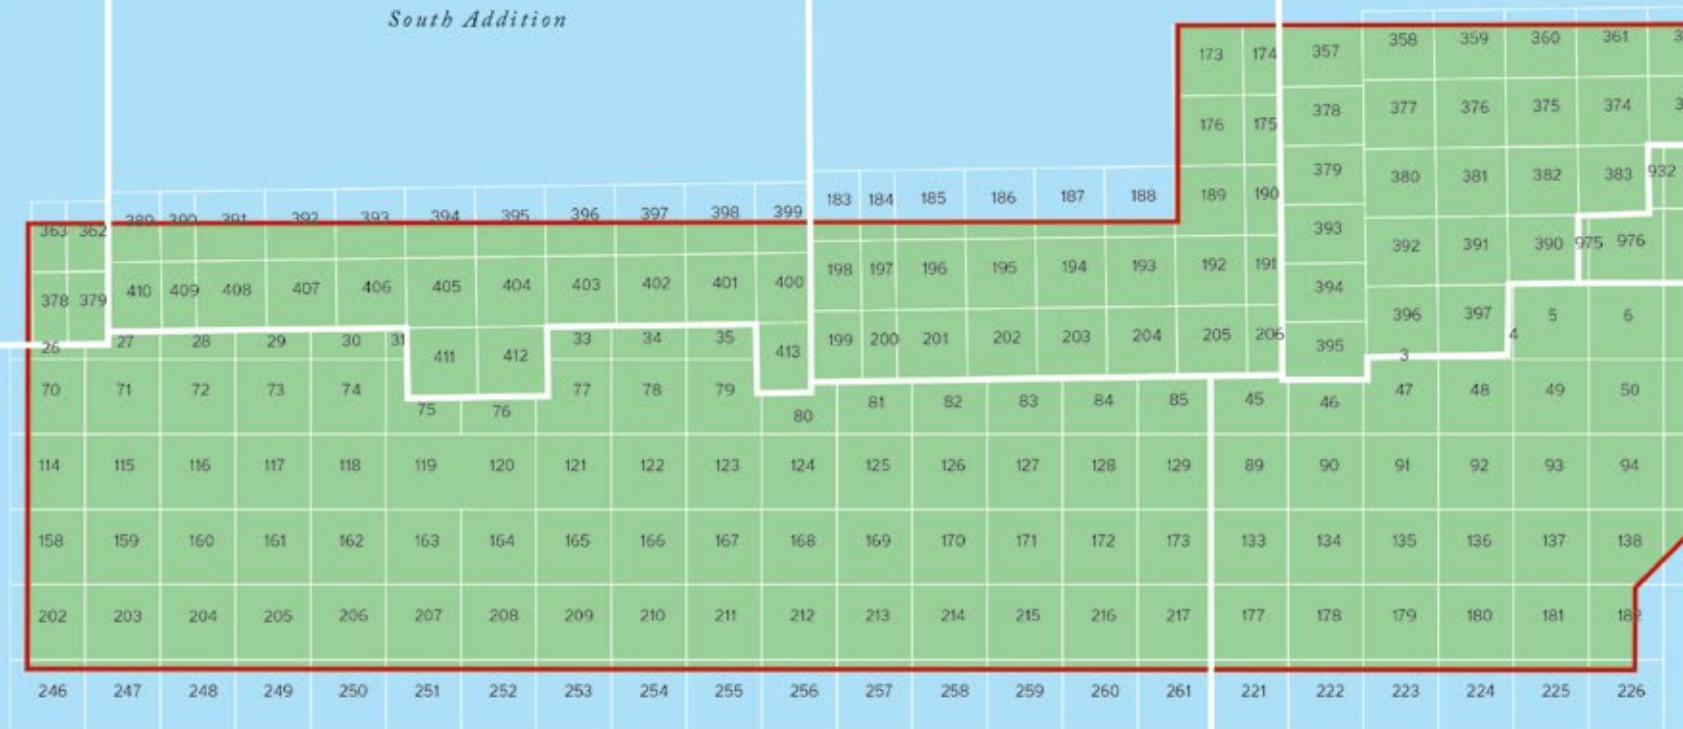 South Addition
173 174 357 358 359 360 361
176 175 378 377 376 375 374
183 184 185 186 187 188 189 190 379 380 381 382 383 932
363 362 389 390 391 392 393 394 395 396 397 398 399
393 392 391 390 975 976
378 379 410 409 408 407 406 405 404 403 402 401 400 198 197 196 195 194 193 192 191
394 396 397 5 6
26 27 28 29 30 31 411 412 33 34 35 413 199 200 201 202 203 204 205 206 395 3 4
70 71 72 73 74 75 76 77 78 79 80 81 82 83 84 85 45 46 47 48 49 50
114 115 116 117 118 119 120 121 122 123 124 125 126 127 128 129 89 90 91 92 93 94
158 159 160 161 162 163 164 165 166 167 168 169 170 171 172 173 133 134 135 136 137 138
202 203 204 205 206 207 208 209 210 211 212 213 214 215 216 217 177 178 179 180 181 182
246 247 248 249 250 251 252 253 254 255 256 257 258 259 260 261 221 222 223 224 225 226